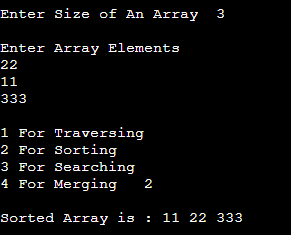 Enter Size of An Array  3
Enter Array Elements
22
11
333
1 For Traversing
2 For Sorting
3 For Searching
4 For Merging   2
Sorted Array is : 11 22 333